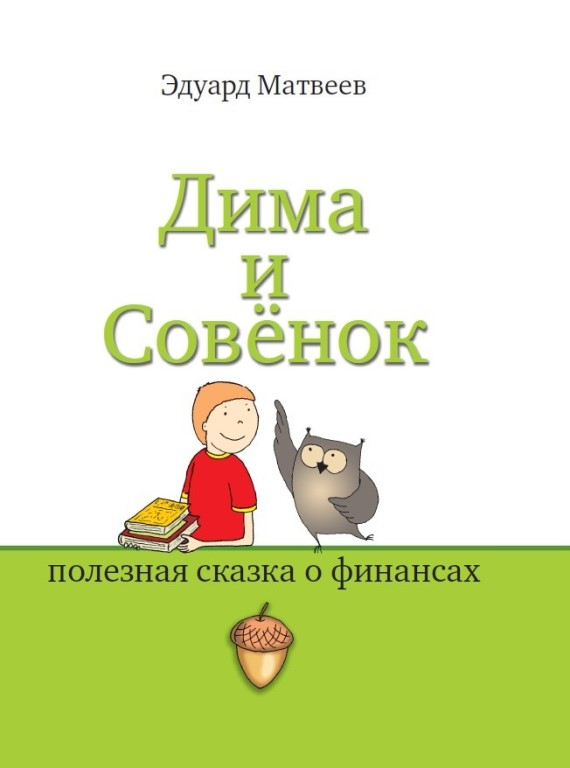 Эдуард Матвеев
Дима
и
Совёнок
полезная сказка о финансах